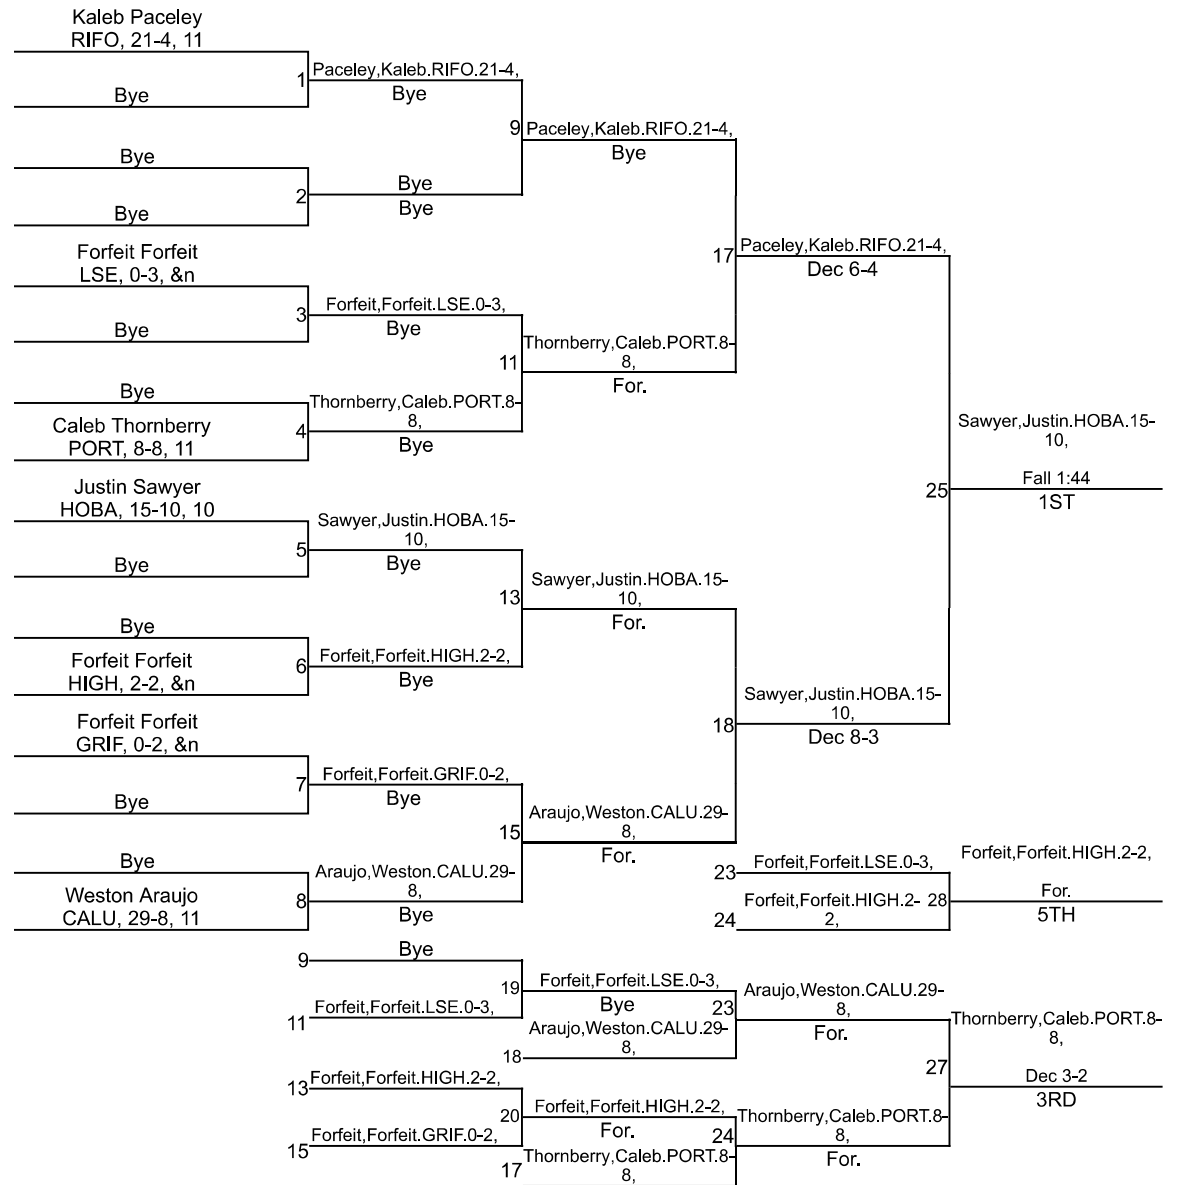 Kaleb Paceley
RIFO, 21-4, 11
1
Paceley,Kaleb.RIFO.21-4,
Bye
Bye
9
Paceley,Kaleb.RIFO.21-4,
Bye
Bye
2
Bye
Bye
Bye
Forfeit Forfeit
LSE, 0-3, &n
17
Paceley,Kaleb.RIFO.21-4,
Dec 6-4
3
Forfeit,Forfeit.LSE.0-3,
Bye
Bye
11
Thornberry,Caleb.PORT.8-
8,
For.
Bye
4
Thornberry,Caleb.PORT.8-
8,
Bye
Caleb Thornberry
PORT, 8-8, 11
Sawyer,Justin.HOBA.15-
10,
25
Fall 1:44
1ST
Justin Sawyer
HOBA, 15-10, 10
5
Sawyer,Justin.HOBA.15-
10,
Bye
Bye
13
Sawyer,Justin.HOBA.15-
10,
For.
Bye
6
Forfeit,Forfeit.HIGH.2-2,
Bye
Forfeit Forfeit
HIGH, 2-2, &n
18
Sawyer,Justin.HOBA.15-
10,
Dec 8-3
Forfeit Forfeit
GRIF, 0-2, &n
7
Forfeit,Forfeit.GRIF.0-2,
Bye
Bye
15
Araujo,Weston.CALU.29-
8,
For.
Bye
8
Araujo,Weston.CALU.29-
8,
Bye
Weston Araujo
CALU, 29-8, 11
23
Forfeit,Forfeit.LSE.0-3,
24
Forfeit,Forfeit.HIGH.2-
2,
28
Forfeit,Forfeit.HIGH.2-2,
For.
5TH
9
Bye
19
Forfeit,Forfeit.LSE.0-3,
Bye
11
Forfeit,Forfeit.LSE.0-3,
18
Araujo,Weston.CALU.29-
8,
23
Araujo,Weston.CALU.29-
8,
For.
27
Thornberry,Caleb.PORT.8-
8,
Dec 3-2
3RD
13
Forfeit,Forfeit.HIGH.2-2,
20
Forfeit,Forfeit.HIGH.2-2,
For.
15
Forfeit,Forfeit.GRIF.0-2,
17
Thornberry,Caleb.PORT.8-
8,
24
Thornberry,Caleb.PORT.8-
8,
For.